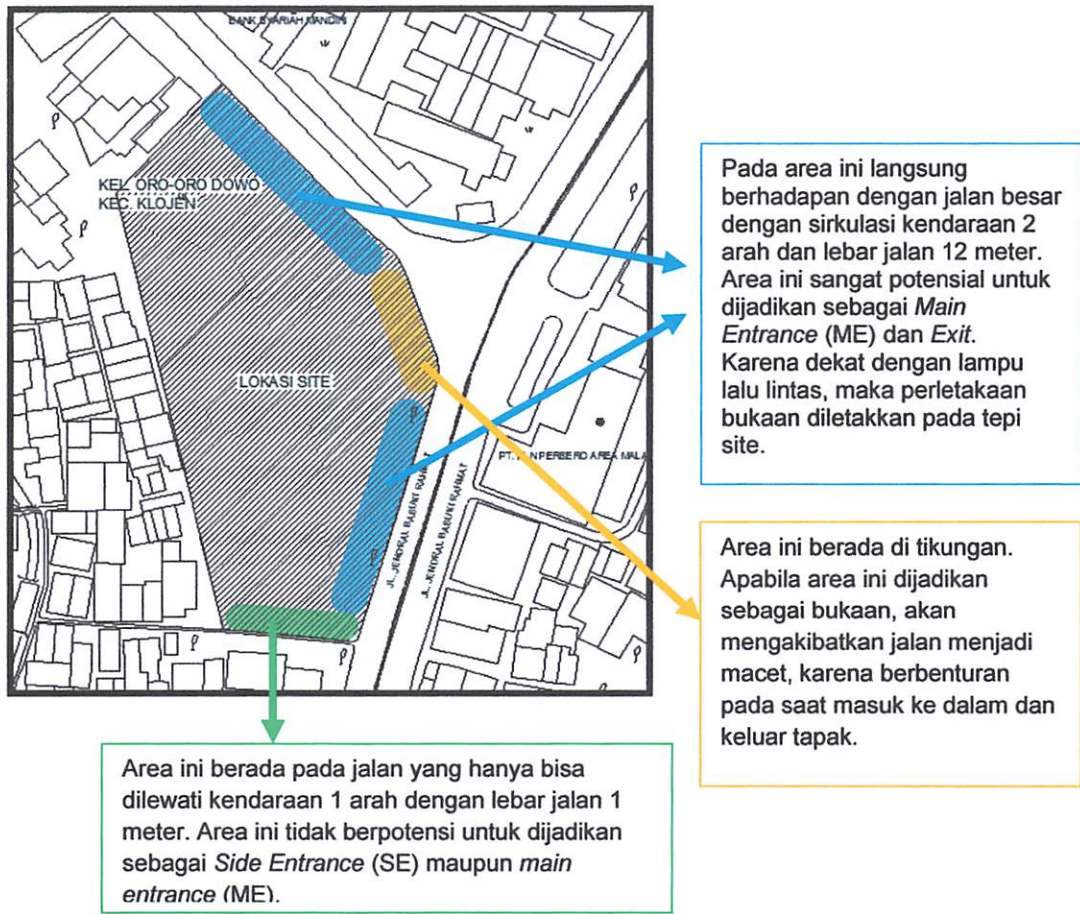 BANK SYARIAH MANDIRI
KEL. ORO-ORO DOWO
KEC. KLOJEN
LOKASI SITE
PT. PLN PERSERO AREA MALA
JL. JENDRAL BASUKI RAHMAT
JL. JENDRAL BASUKI RAHMAT
Pada area ini langsung
berhadapan dengan jalan besar
dengan sirkulasi kendaraan 2
arah dan lebar jalan 12 meter.
Area ini sangat potensial untuk
dijadikan sebagai Main
Entrance (ME) dan Exit.
Karena dekat dengan lampu
lalu lintas, maka perletakaan
bukaan diletakkan pada tepi
site.
Area ini berada di tikungan.
Apabila area ini dijadikan
sebagai bukaan, akan
mengakibatkan jalan menjadi
macet, karena berbenturan
pada saat masuk ke dalam dan
keluar tapak.
Area ini berada pada jalan yang hanya bisa
dilewati kendaraan 1 arah dengan lebar jalan 1
meter. Area ini tidak berpotensi untuk dijadikan
sebagai Side Entrance (SE) maupun main
entrance (ME).